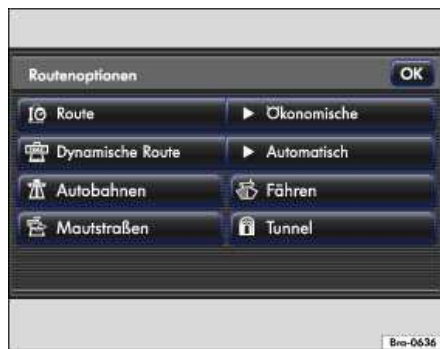 Routenoptionen OK
Route ▶ Ökonomische
Dynamische Route ▶ Automatisch
Autobahnen Fähren
Mautstraßen Tunnel
Bra-0636